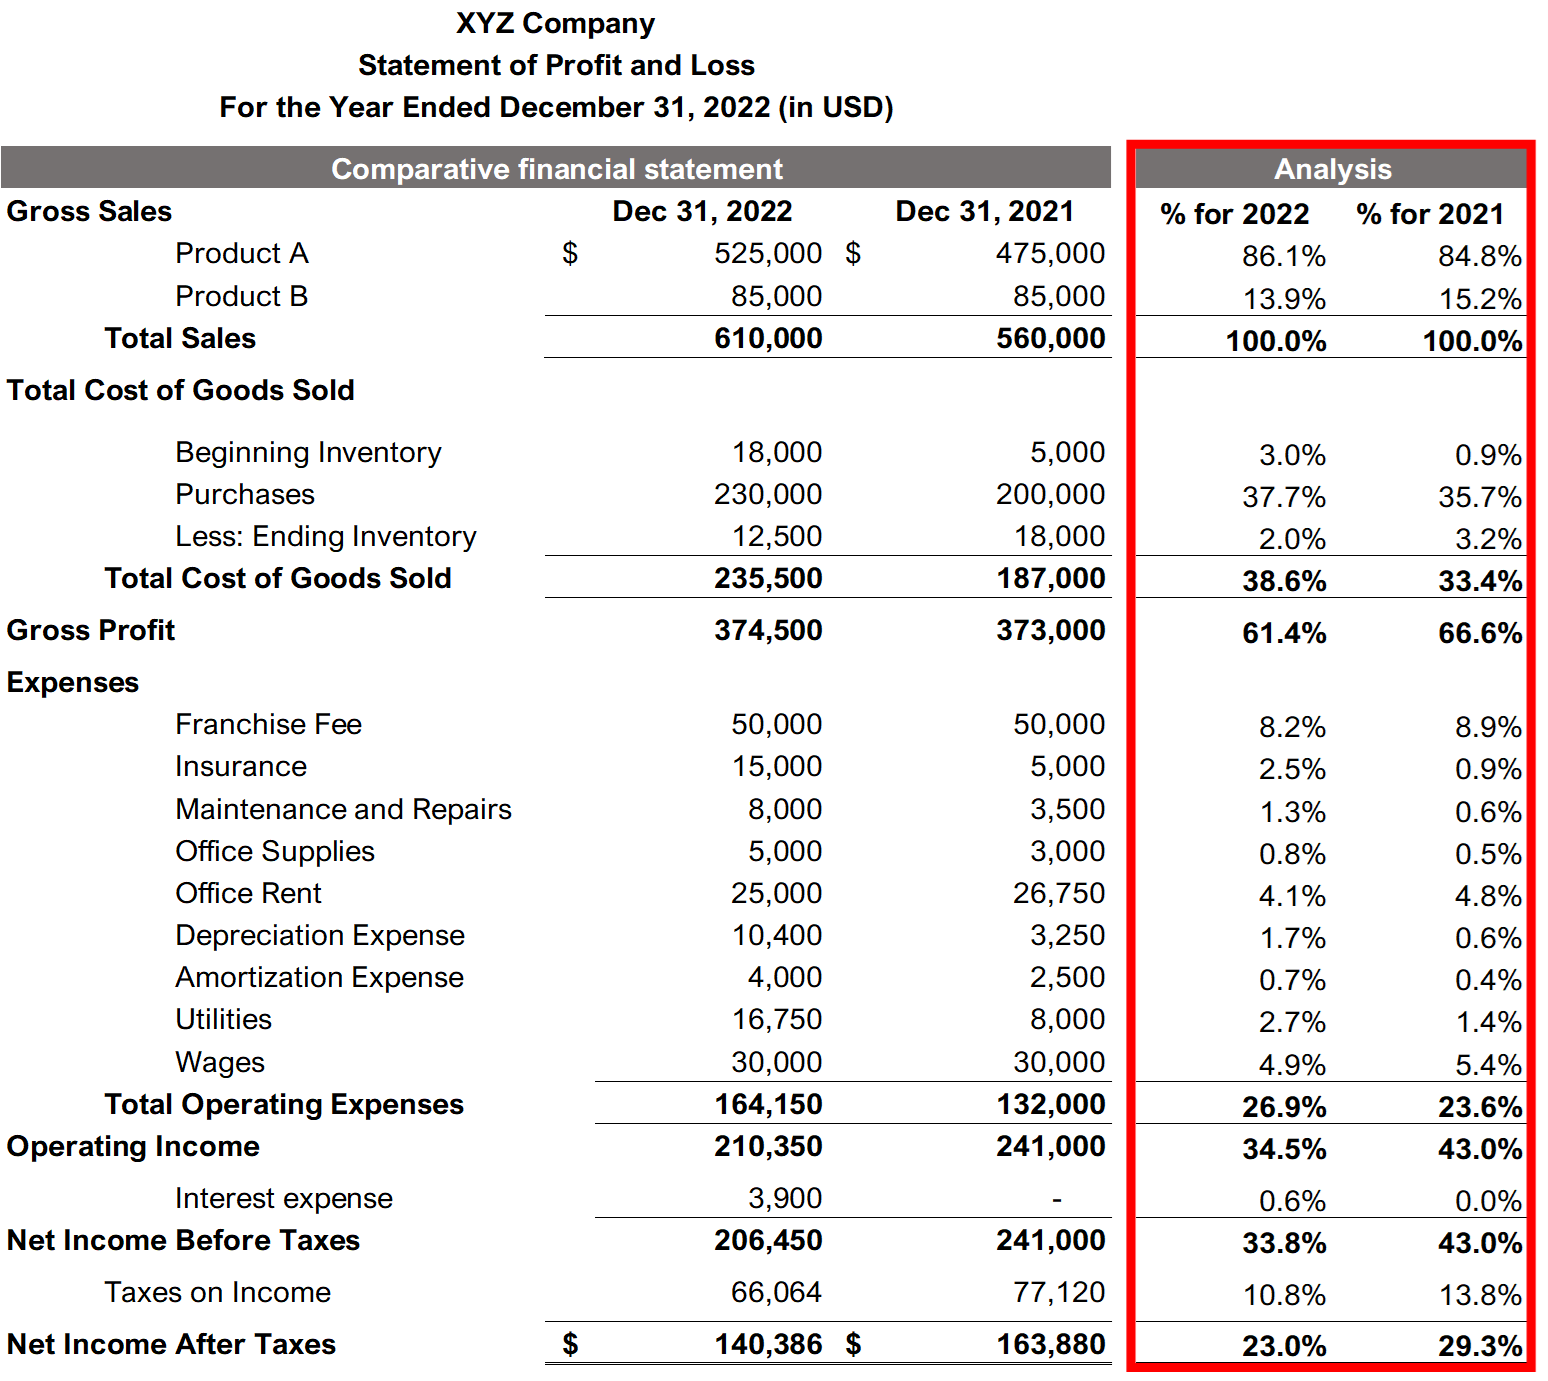 XYZ Company
Statement of Profit and Loss
For the Year Ended December 31, 2022 (in USD)
Comparative financial statement Analysis
Gross Sales Dec 31, 2022 Dec 31, 2021 % for 2022 % for 2021
Product A $ 525,000 $ 475,000 86.1% 84.8%
Product B 85,000 85,000 13.9% 15.2%
Total Sales 610,000 560,000 100.0% 100.0%
Total Cost of Goods Sold
Beginning Inventory 18,000 5,000 3.0% 0.9%
Purchases 230,000 200,000 37.7% 35.7%
Less: Ending Inventory 12,500 18,000 2.0% 3.2%
Total Cost of Goods Sold 235,500 187,000 38.6% 33.4%
Gross Profit 374,500 373,000 61.4% 66.6%
Expenses
Franchise Fee 50,000 50,000 8.2% 8.9%
Insurance 15,000 5,000 2.5% 0.9%
Maintenance and Repairs 8,000 3,500 1.3% 0.6%
Office Supplies 5,000 3,000 0.8% 0.5%
Office Rent 25,000 26,750 4.1% 4.8%
Depreciation Expense 10,400 3,250 1.7% 0.6%
Amortization Expense 4,000 2,500 0.7% 0.4%
Utilities 16,750 8,000 2.7% 1.4%
Wages 30,000 30,000 4.9% 5.4%
Total Operating Expenses 164,150 132,000 26.9% 23.6%
Operating Income 210,350 241,000 34.5% 43.0%
Interest expense 3,900 - 0.6% 0.0%
Net Income Before Taxes 206,450 241,000 33.8% 43.0%
Taxes on Income 66,064 77,120 10.8% 13.8%
Net Income After Taxes $ 140,386 $ 163,880 23.0% 29.3%